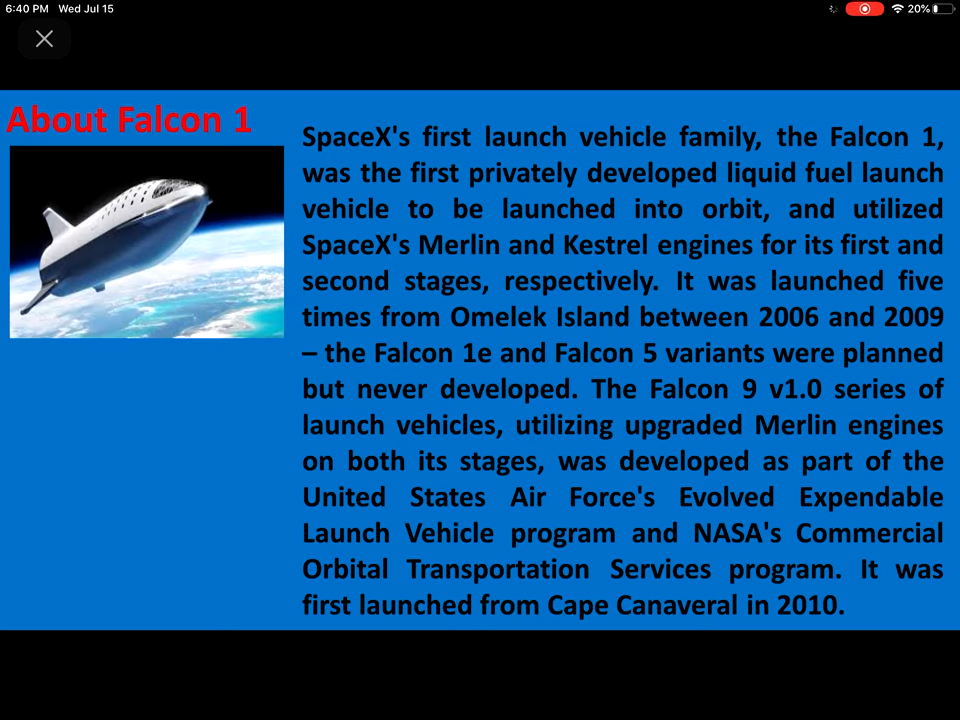 6:40 PM Wed Jul 15
20%
About Falcon 1
SpaceX's first launch vehicle family, the Falcon 1,
was the first privately developed liquid fuel launch
vehicle to be launched into orbit, and utilized
SpaceX's Merlin and Kestrel engines for its first and
second stages, respectively. It was launched five
times from Omelek Island between 2006 and 2009
– the Falcon 1e and Falcon 5 variants were planned
but never developed. The Falcon 9 v1.0 series of
launch vehicles, utilizing upgraded Merlin engines
on both its stages, was developed as part of the
United States Air Force's Evolved Expendable
Launch Vehicle program and NASA's Commercial
Orbital Transportation Services program. It was
first launched from Cape Canaveral in 2010.